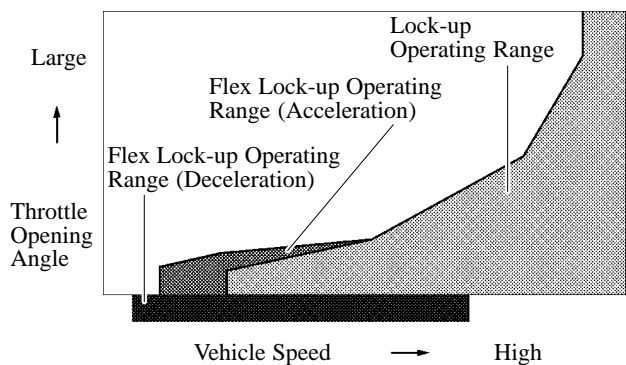 Lock-up
Operating Range
Large
Flex Lock-up Operating
Range (Acceleration)
Flex Lock-up Operating
Range (Deceleration)
Throttle
Opening
Angle
Vehicle Speed
High